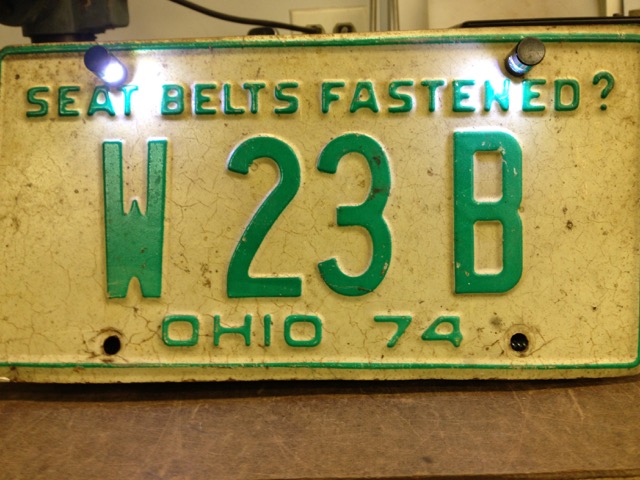 SEAT BELTS FASTENED?
W 23 B
OHIO 74